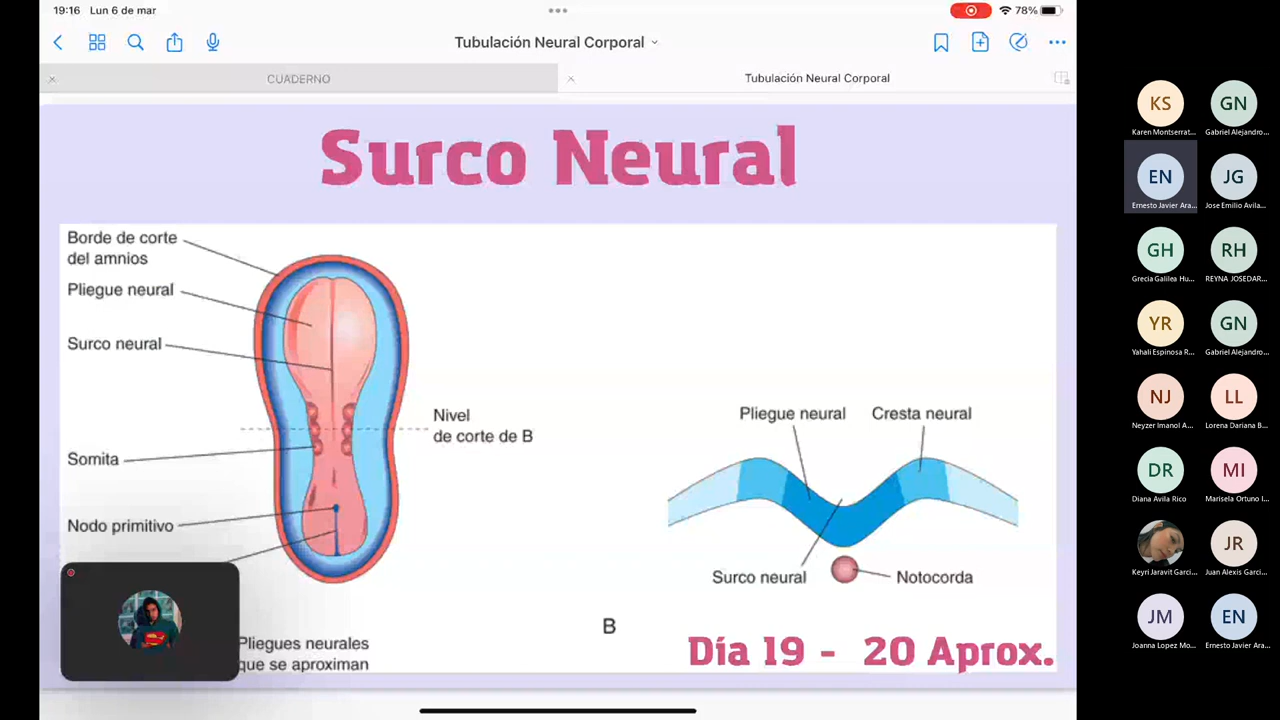 19:16 Lun 6 de mar
78%
Tubulación Neural Corporal
CUADERNO
Tubulación Neural Corporal
Surco Neural
Borde de corte
del amnios
Pliegue neural
Surco neural
Nivel
de corte de B
Somita
Nodo primitivo
Pliegues neurales
que se aproximan
Pliegue neural
Cresta neural
Surco neural
Notocorda
B
Día 19 - 20 Aprox.
KS
Karen Montserrat...
GN
Gabriel Alejandro...
EN
Ernesto Javier Ara...
JG
Jose Emilio Avila...
GH
Grecia Galilea Hu...
RH
REYNA JOSEDAR...
YR
Yahali Espinosa R...
GN
Gabriel Alejandro...
NJ
Neyzer Imanol A...
LL
Lorena Dariana B...
DR
Diana Avila Rico
MI
Marisela Ortuno I...
Keyri Jaravit Garci...
JR
Juan Alexis Garci...
JM
Joanna Lopez Mo...
EN
Ernesto Javier Ara...